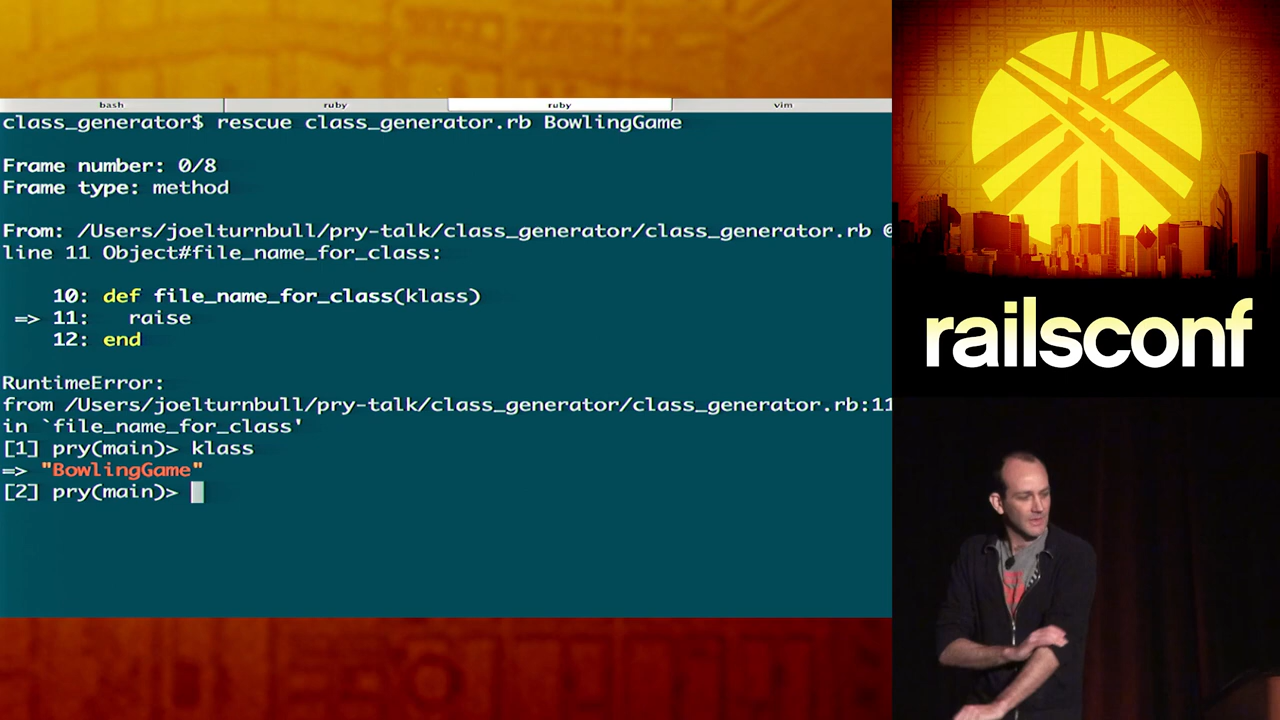 bash ruby ruby vim
class_generator$ rescue class_generator.rb BowlingGame
Frame number: 0/8
Frame type: method
From: /Users/joelturnbull/pry-talk/class_generator/class_generator.rb @
line 11 Object#file_name_for_class:
10: def file_name_for_class(klass)
=> 11: raise
12: end
RuntimeError:
from /Users/joelturnbull/pry-talk/class_generator/class_generator.rb:11
in `file_name_for_class'
[1] pry(main)> klass
=> "BowlingGame"
[2] pry(main)>
railsconf